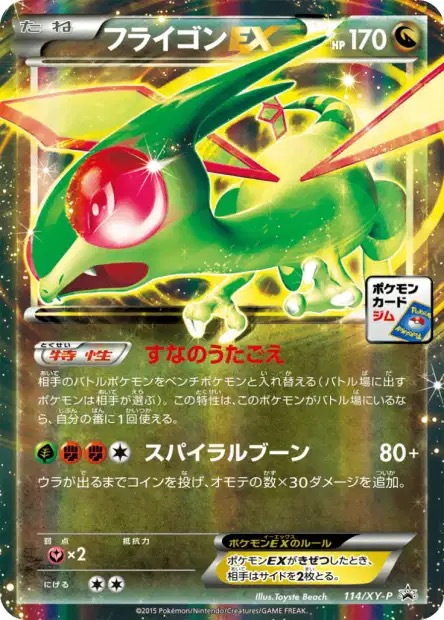 たね
フライゴンEX
HP 170
ポケモン
カード
ジム
とくせい
特性 すなのうたごえ
相手のバトルポケモンをベンチポケモンと入れ替える(バトル場に出す
ポケモンは相手が選ぶ)。この特性は、このポケモンがバトル場にいるなら、
自分の番に1回使える。
スパイラルブーン 80+
ウラが出るまでコインを投げ、オモテの数×30ダメージを追加。
弱点 抵抗力
×2
にげる
イーエックス
ポケモンEXのルール
ポケモンEXがきぜつしたとき、
相手はサイドを2枚とる。
Illus.Toyste Beach. 114/XY-P
©2015 Pokémon/Nintendo/Creatures/GAME FREAK.